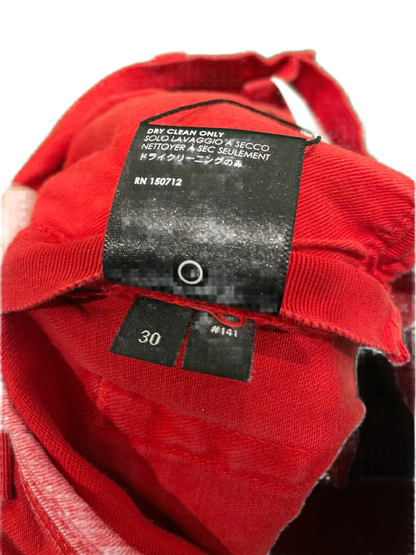 DRY CLEAN ONLY
SOLO LAVAGGIO A SECCO
NETTOYER A SEC SEULEMENT
ドライクリーニングのみ
RN 150712
30
#141